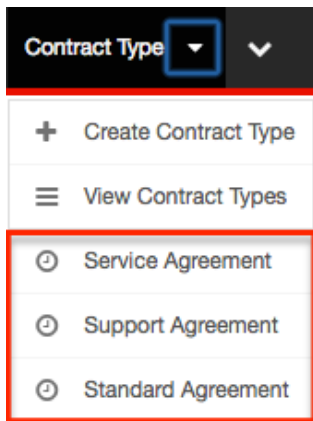 Contract Type
Create Contract Type
View Contract Types
Service Agreement
Support Agreement
Standard Agreement